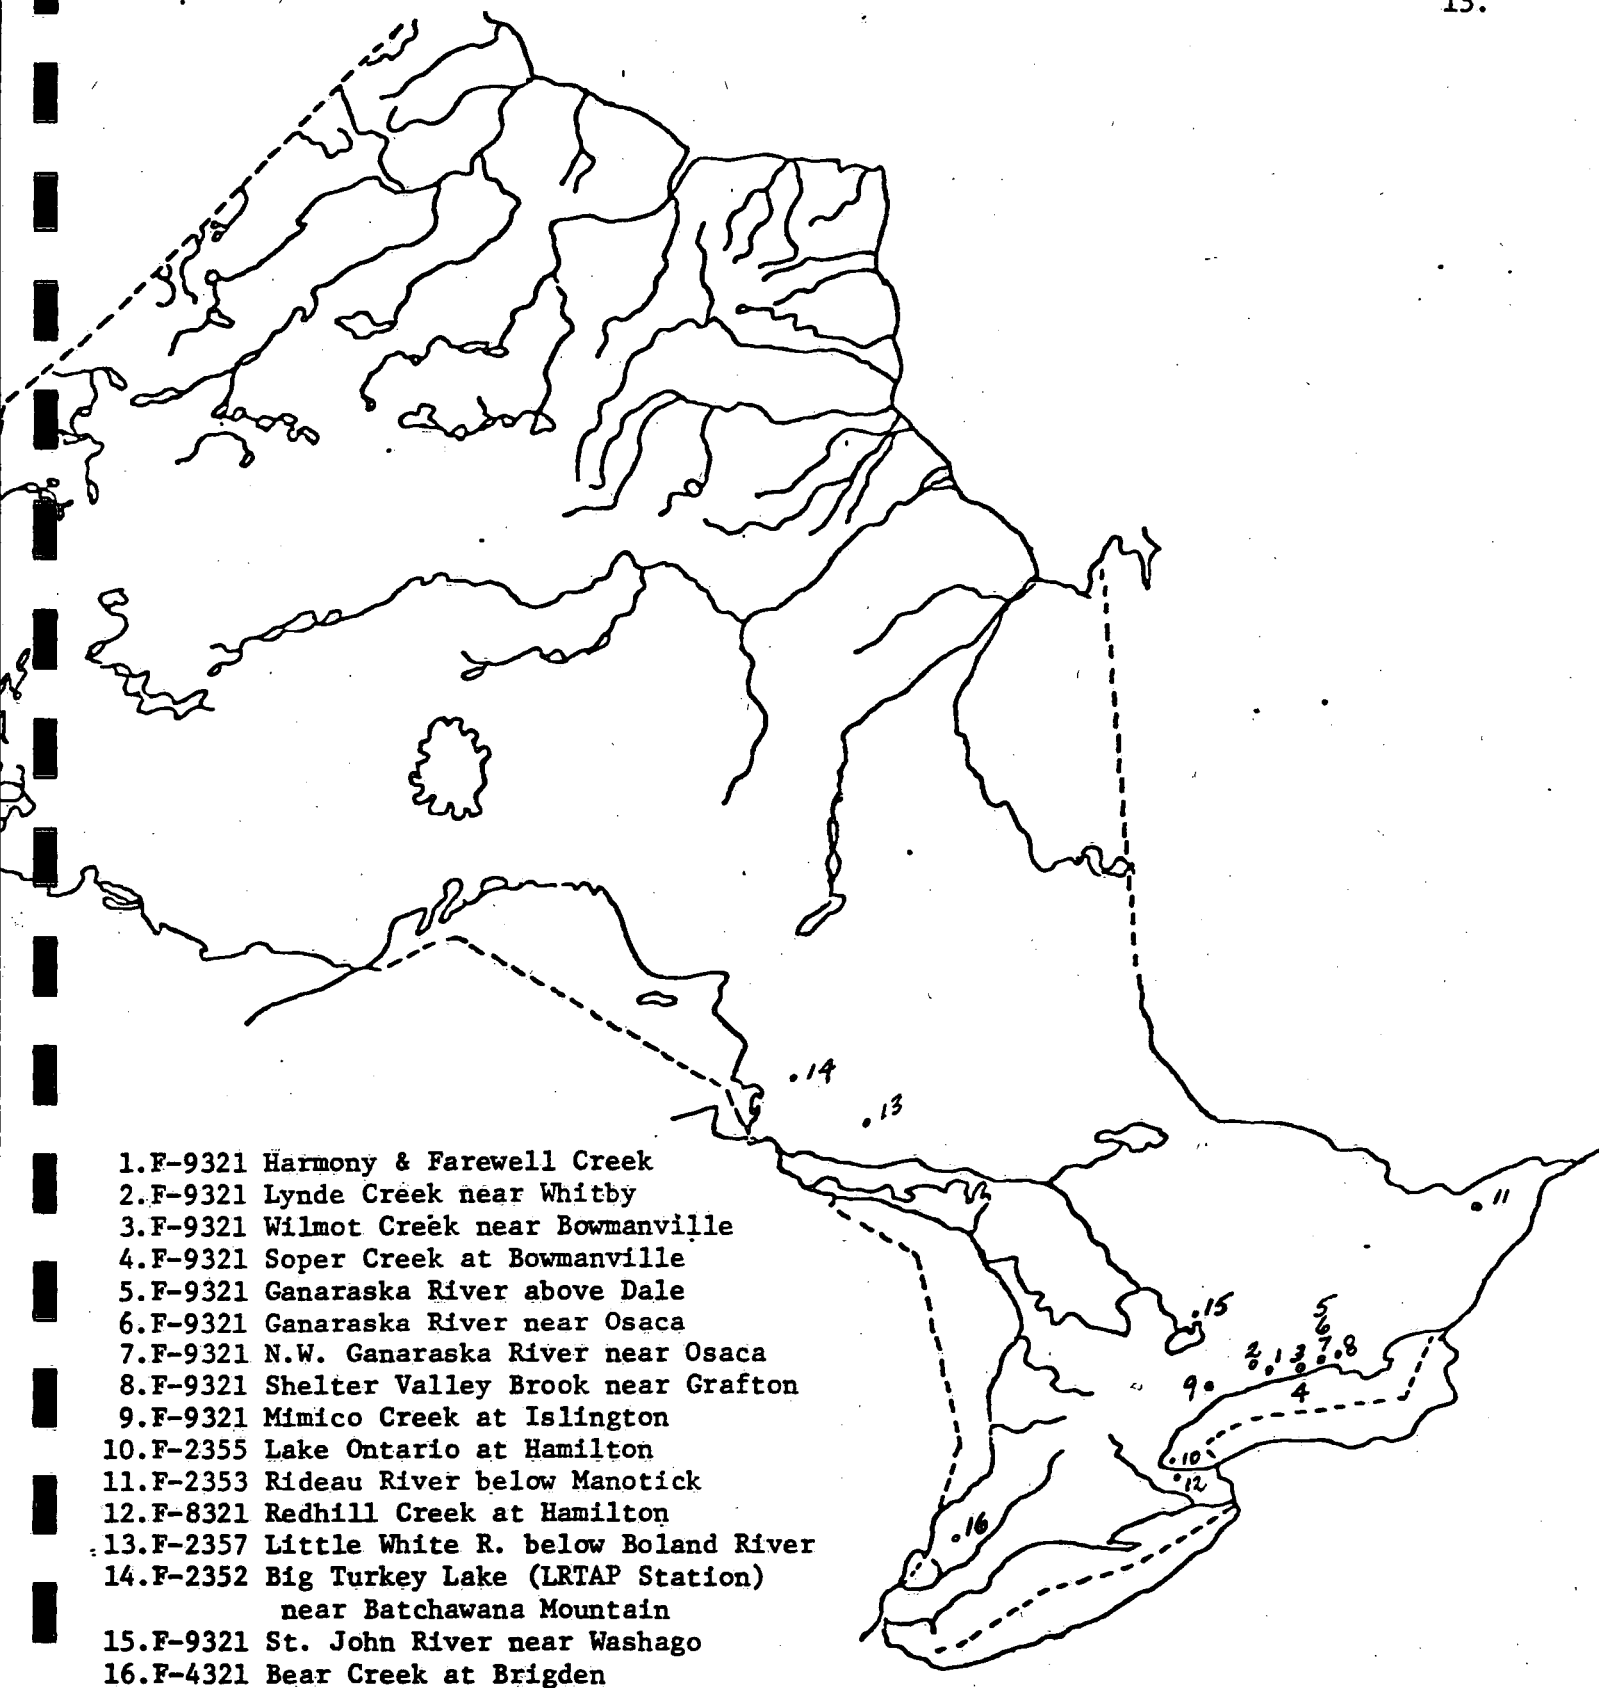 13.
.14
.13
.11
.15
5
6
2 1 3 7 .8
9.
4
.10
.12
.16
1.F-9321 Harmony & Farewell Creek
2.F-9321 Lynde Creek near Whitby
3.F-9321 Wilmot Creek near Bowmanville
4.F-9321 Soper Creek at Bowmanville
5.F-9321 Ganaraska River above Dale
6.F-9321 Ganaraska River near Osaca
7.F-9321 N.W. Ganaraska River near Osaca
8.F-9321 Shelter Valley Brook near Grafton
9.F-9321 Mimico Creek at Islington
10.F-2355 Lake Ontario at Hamilton
11.F-2353 Rideau River below Manotick
12.F-8321 Redhill Creek at Hamilton
13.F-2357 Little White R. below Boland River
14.F-2352 Big Turkey Lake (LRTAP Station)
near Batchawana Mountain
15.F-9321 St. John River near Washago
16.F-4321 Bear Creek at Brigden